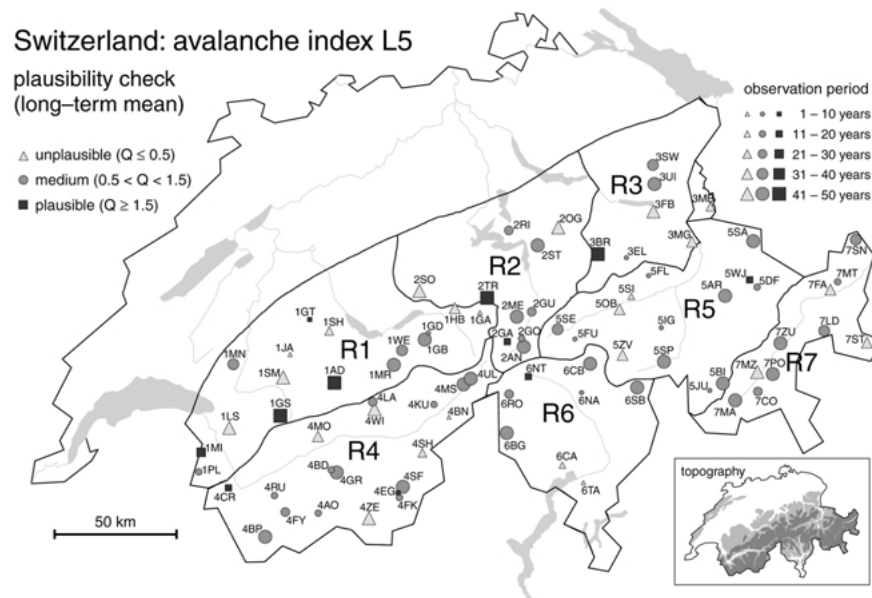 Switzerland: avalanche index L5
plausibility check
(long–term mean)
unplausible (Q ≤ 0.5)
medium (0.5 < Q < 1.5)
plausible (Q ≥ 1.5)
observation period
1 – 10 years
11 – 20 years
21 – 30 years
31 – 40 years
41 – 50 years
3SW
3UI
R3
3FB
3MB
2RI
2OG
2ST
3BR
3EL
3MG
5SA
7SN
R2
5FL
5WJ
5DF
7MT
7FA
2SO
2TR
5SI
5AR
R5
1GT
1SH
1HB
1GA
2ME
2GU
5OB
5SE
5FU
5IG
7LD
7ST
1JA
R1
1WE
1GD
1GB
2GA
2GO
2AN
5ZV
5SP
7ZU
1MN
1SM
1AD
1MR
4MS
4UL
6NT
6CB
5BI
7MZ
7PO
R7
1GS
4LA
4WI
4KU
4BN
6RO
R6
6NA
6SB
5JU
7MA
7CO
1LS
4MO
R4
4SH
6BG
1MI
1PL
4BD
4GR
6CA
6TA
topography
4CR
4RU
4EG
4SF
4FK
4FY
4AO
4ZE
4BP
50 km